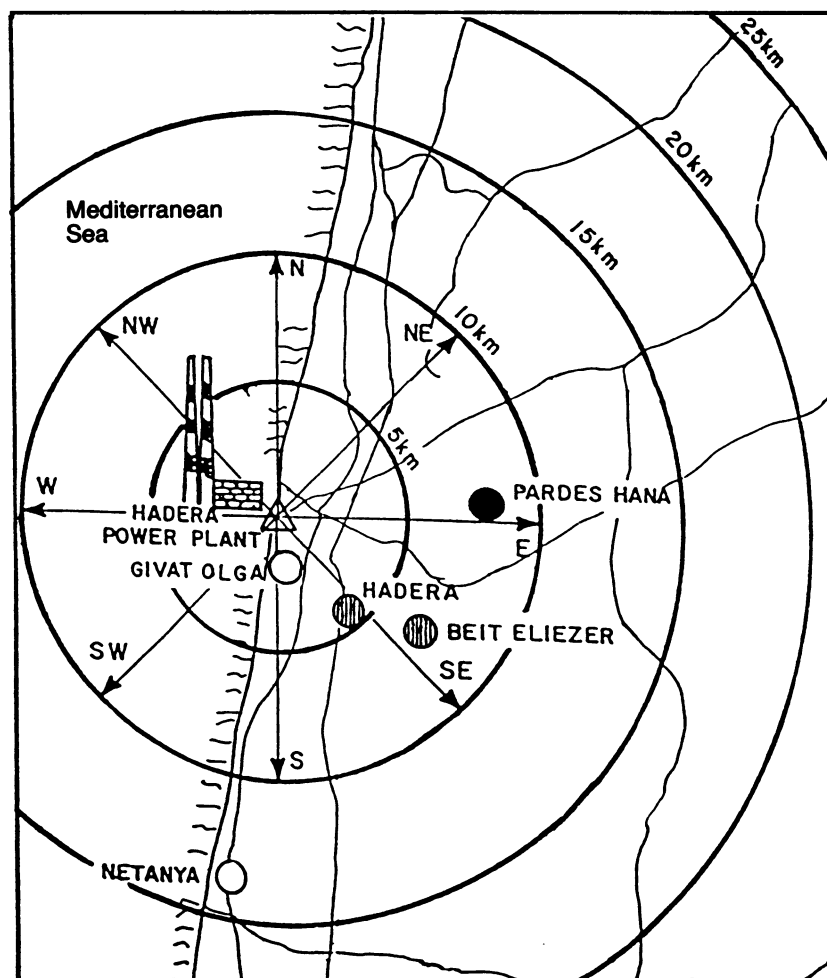 25km
20km
15km
Mediterranean
Sea
N
10km
NW
NE
5km
W
PARDES HANA
HADERA
POWER PLANT
E
GIVAT OLGA
HADERA
BEIT ELIEZER
SW
SE
S
NETANYA